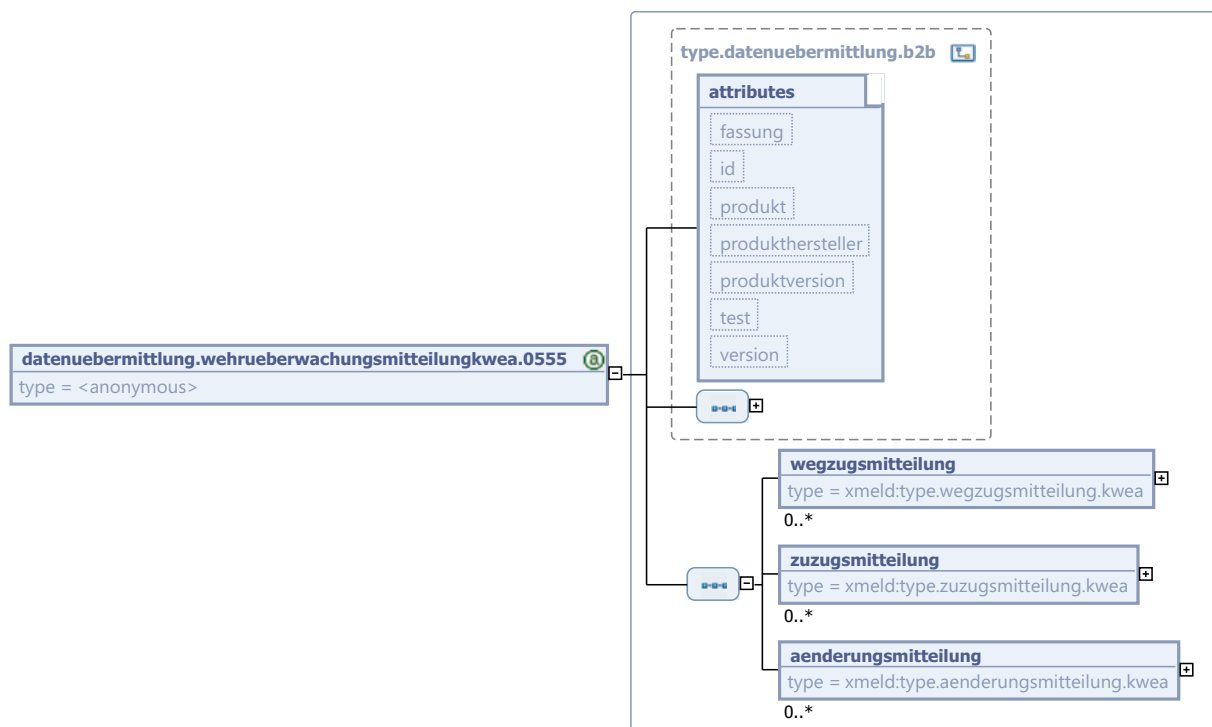 type.datenuebermittlung.b2b
attributes
fassung
id
produkt
produkthersteller
produktversion
test
version
datenuebermittlung.wehrueberwachungsmitteilungkwea.0555 @
type = <anonymous>
wegzugsmitteilung
type = xmeld:type.wegzugsmitteilung.kwea
0..*
zuzugsmitteilung
type = xmeld:type.zuzugsmitteilung.kwea
0..*
aenderungsmitteilung
type = xmeld:type.aenderungsmitteilung.kwea
0..*